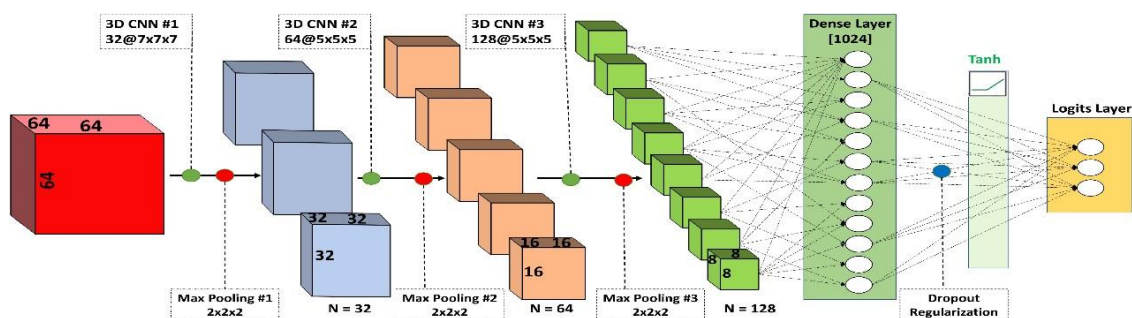 3D CNN #1
32@7x7x7
3D CNN #2
64@5x5x5
3D CNN #3
128@5x5x5
Dense Layer
[1024]
Tanh
Logits Layer
64
64
64
32
32
32
16
16
16
8
8
8
Max Pooling #1
2x2x2
N = 32
Max Pooling #2
2x2x2
N = 64
Max Pooling #3
2x2x2
N = 128
Dropout
Regularization